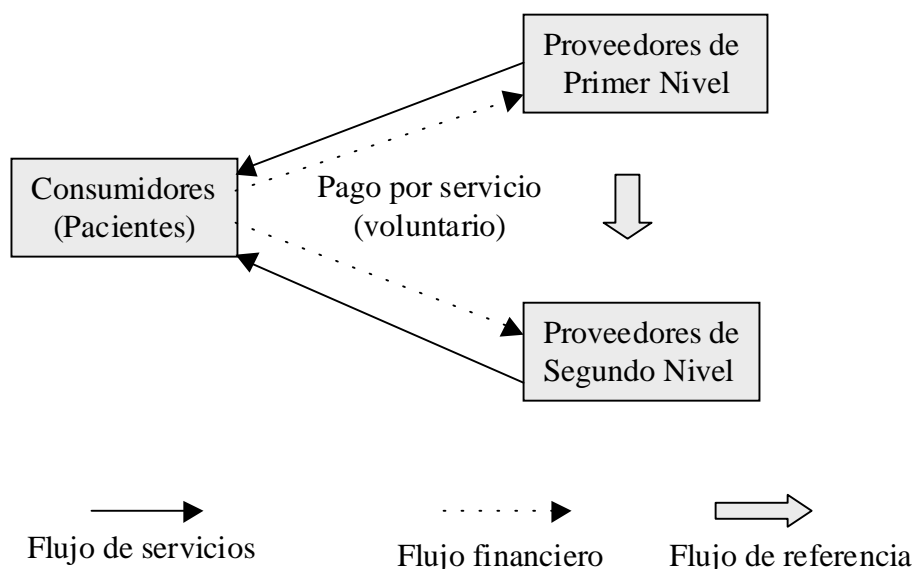 Proveedores de
Primer Nivel
Consumidores
(Pacientes)
Pago por servicio
(voluntario)
Proveedores de
Segundo Nivel
Flujo de servicios
Flujo financiero
Flujo de referencia